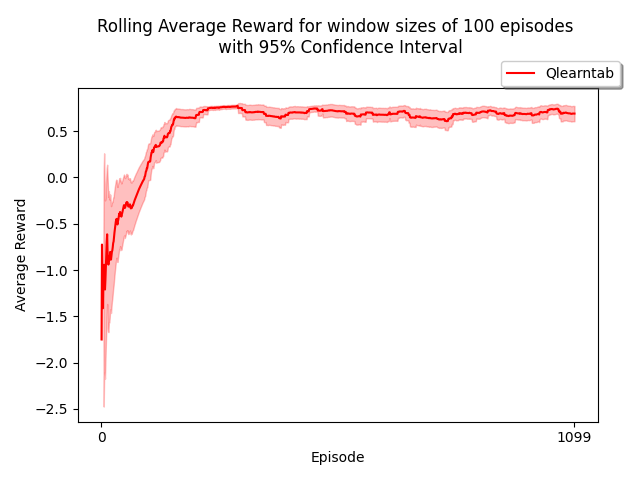 Rolling Average Reward for window sizes of 100 episodes
with 95% Confidence Interval
Qlearntab
0.5
0.0
−0.5
−1.0
−1.5
−2.0
−2.5
Average Reward
0
1099
Episode